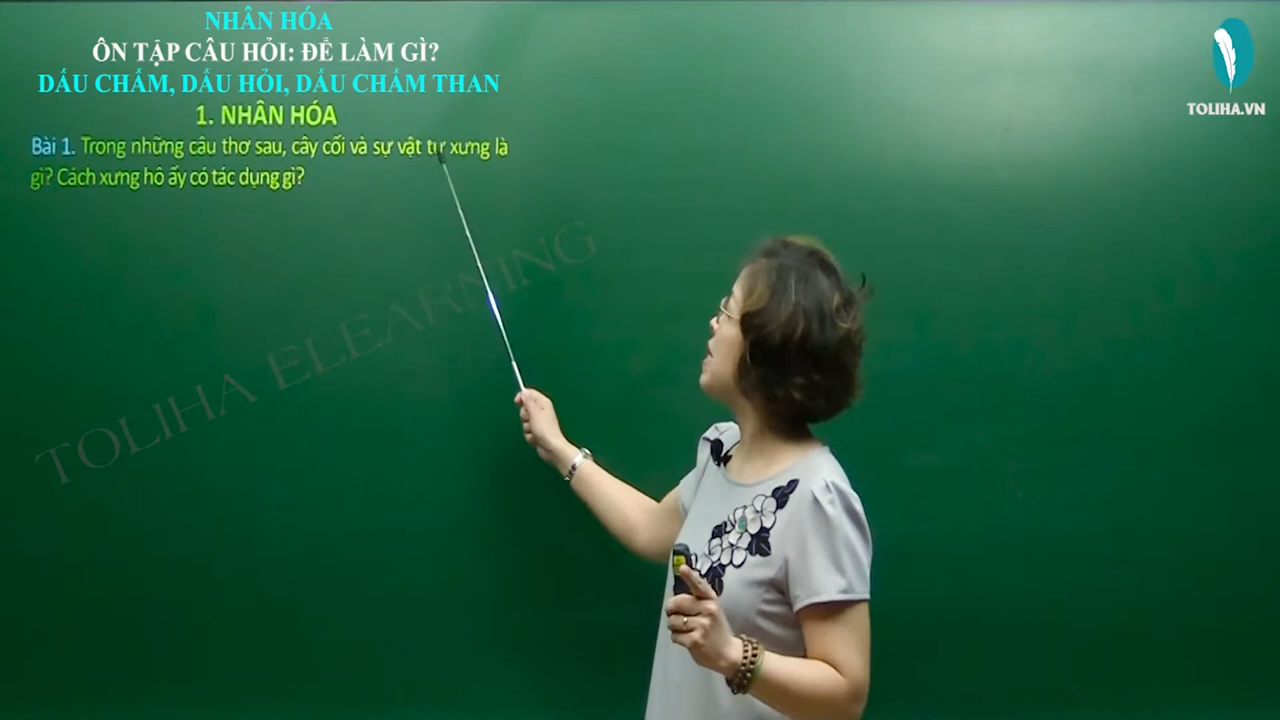 NHÂN HÓA
ÔN TẬP CÂU HỎI: ĐỂ LÀM GÌ?
DẤU CHẤM, DẤU HỎI, DẤU CHẤM THAN
1. NHÂN HÓA
Bài 1. Trong những câu thơ sau, cây cối và sự vật tự xưng là
gì? Cách xưng hô ấy có tác dụng gì?
TOLIHA.VN
TOLIHA ELEARNING